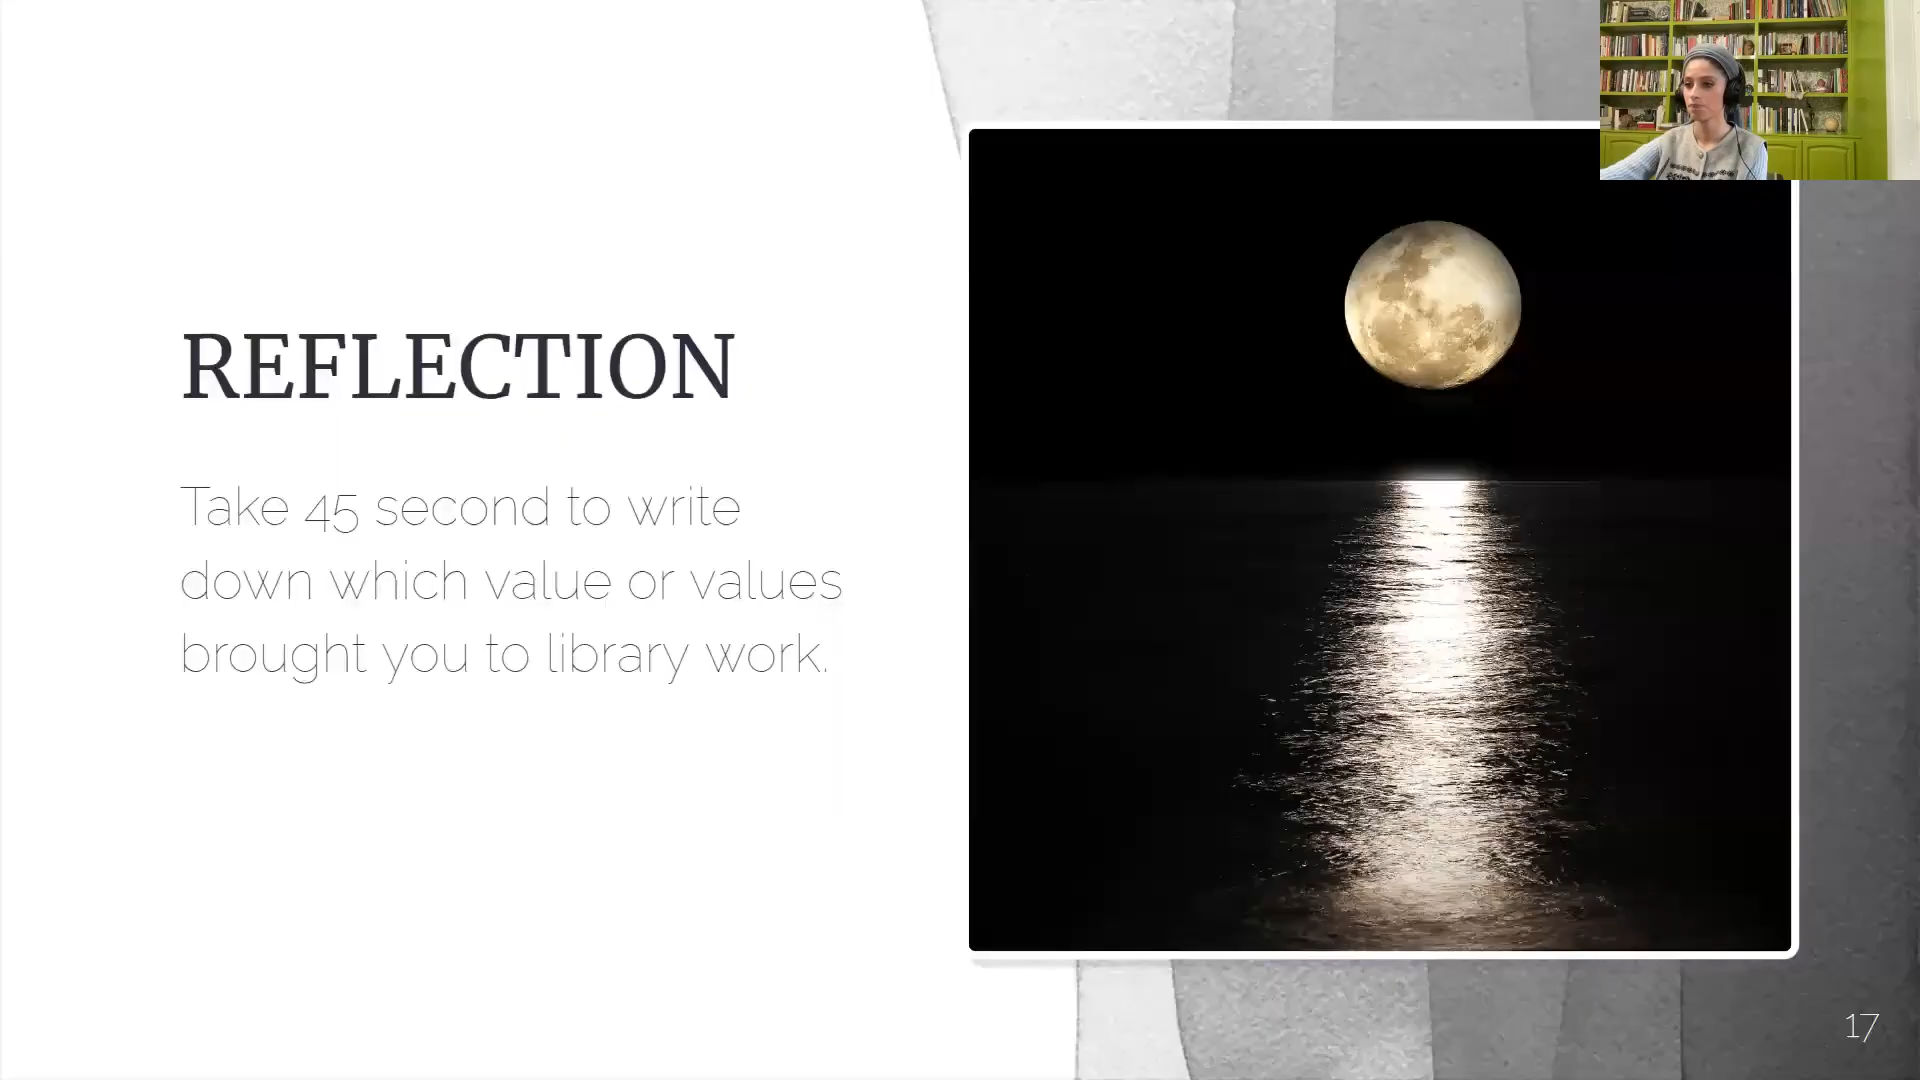 REFLECTION
Take 45 second to write
down which value or values
brought you to library work.
17